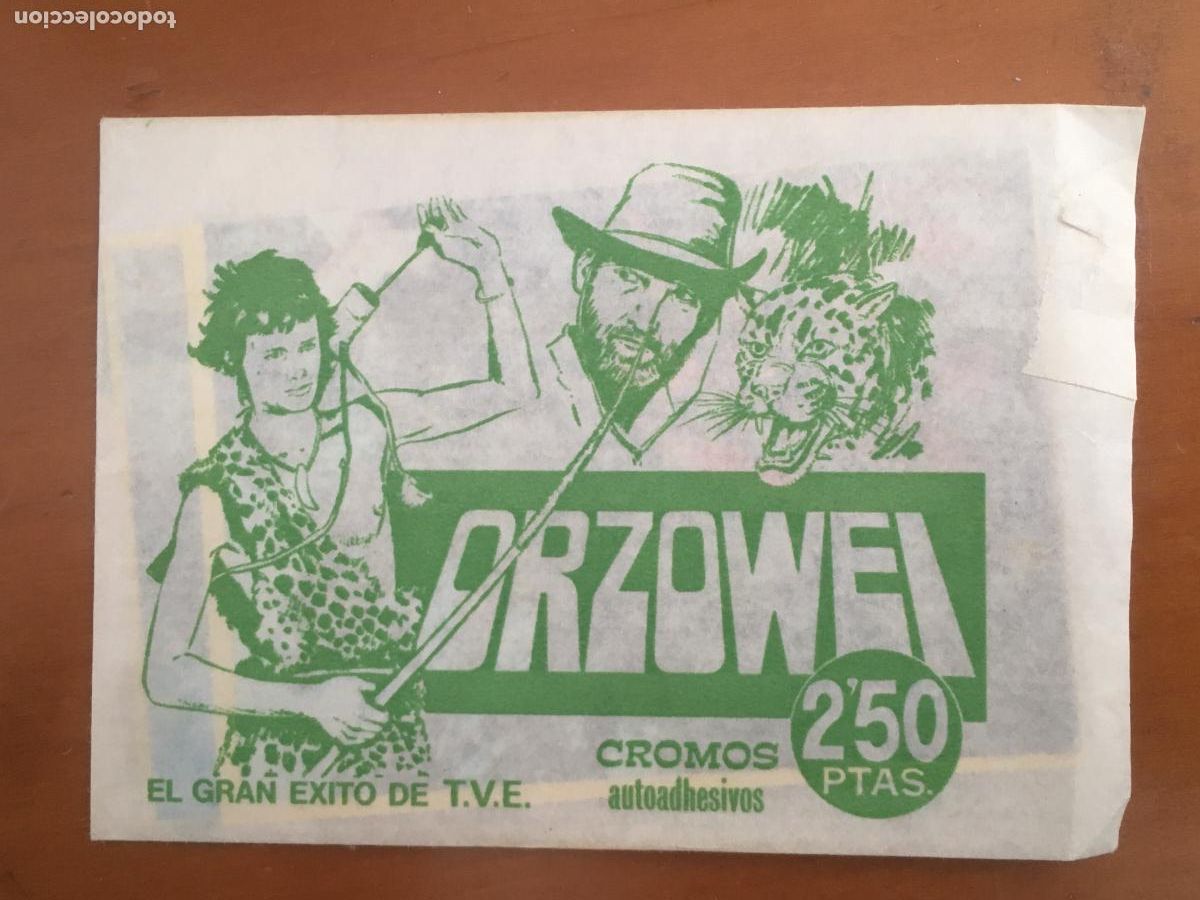 todocoleccion
ORZOWEI
2'50
PTAS.
CROMOS
autoadhesivos
EL GRAN EXITO DE T.V.E.